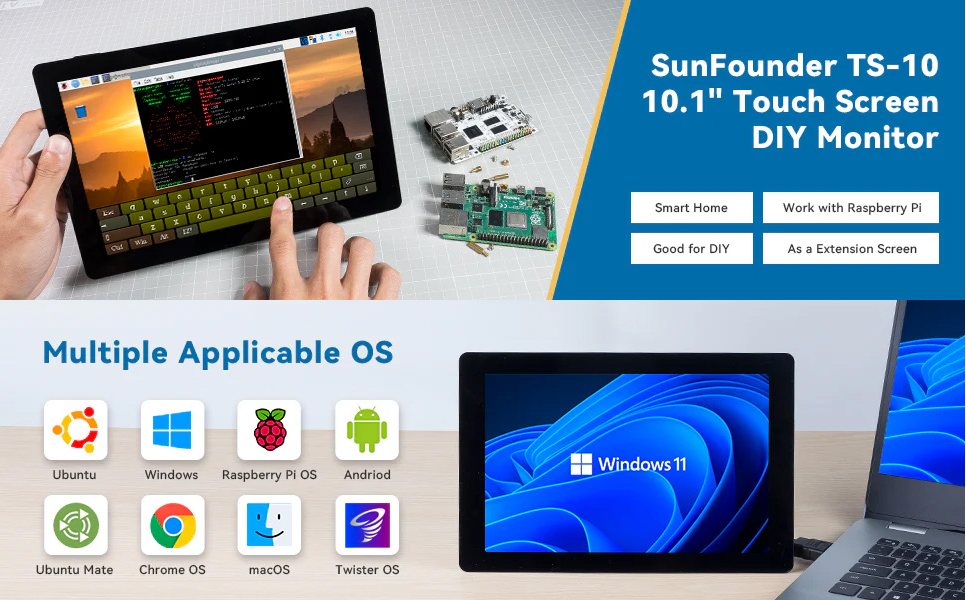 SunFounder TS-10
10.1" Touch Screen
DIY Monitor
Smart Home
Work with Raspberry Pi
Good for DIY
As a Extension Screen
Multiple Applicable OS
Ubuntu
Windows
Raspberry Pi OS
Andriod
Ubuntu Mate
Chrome OS
macOS
Twister OS
Windows 11